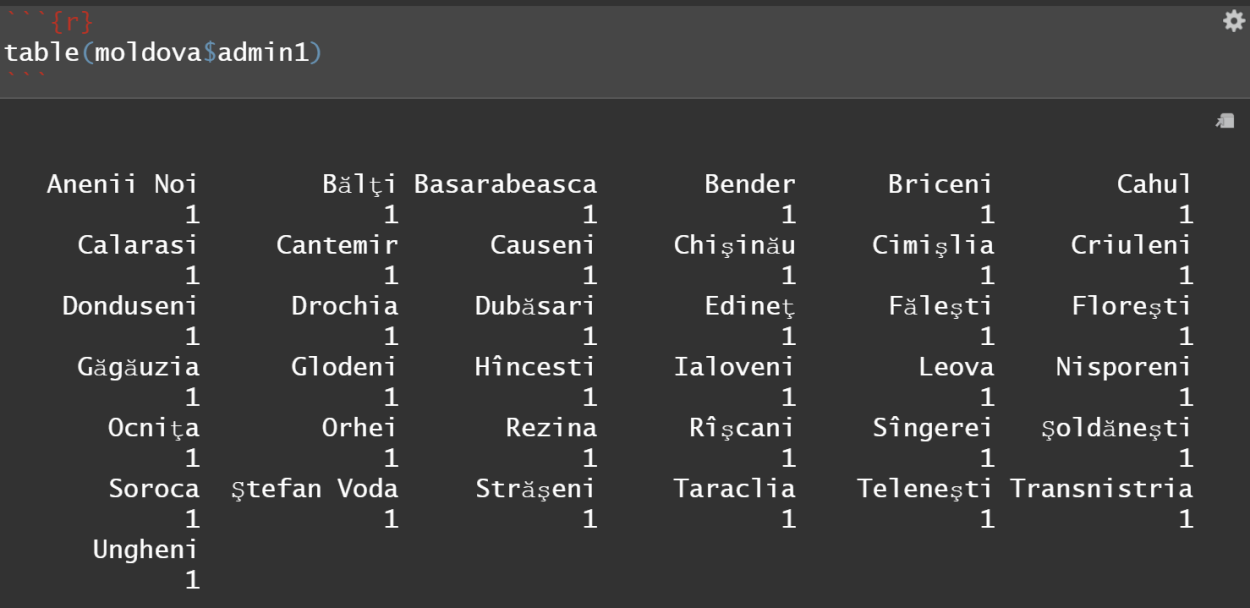 ```{r}
table(moldova$admin1)
```
Anenii Noi Bălţi Basarabeasca Bender Briceni Cahul
1 1 1 1 1 1
Calarasi Cantemir Causeni Chişinău Cimişlia Criuleni
1 1 1 1 1 1
Donduseni Drochia Dubăsari Edineţ Făleşti Floreşti
1 1 1 1 1 1
Găgăuzia Glodeni Hîncesti Ialoveni Leova Nisporeni
1 1 1 1 1 1
Ocniţa Orhei Rezina Rîşcani Sîngerei Şoldăneşti
1 1 1 1 1 1
Soroca Ştefan Voda Străşeni Taraclia Teleneşti Transnistria
1 1 1 1 1 1
Ungheni
1